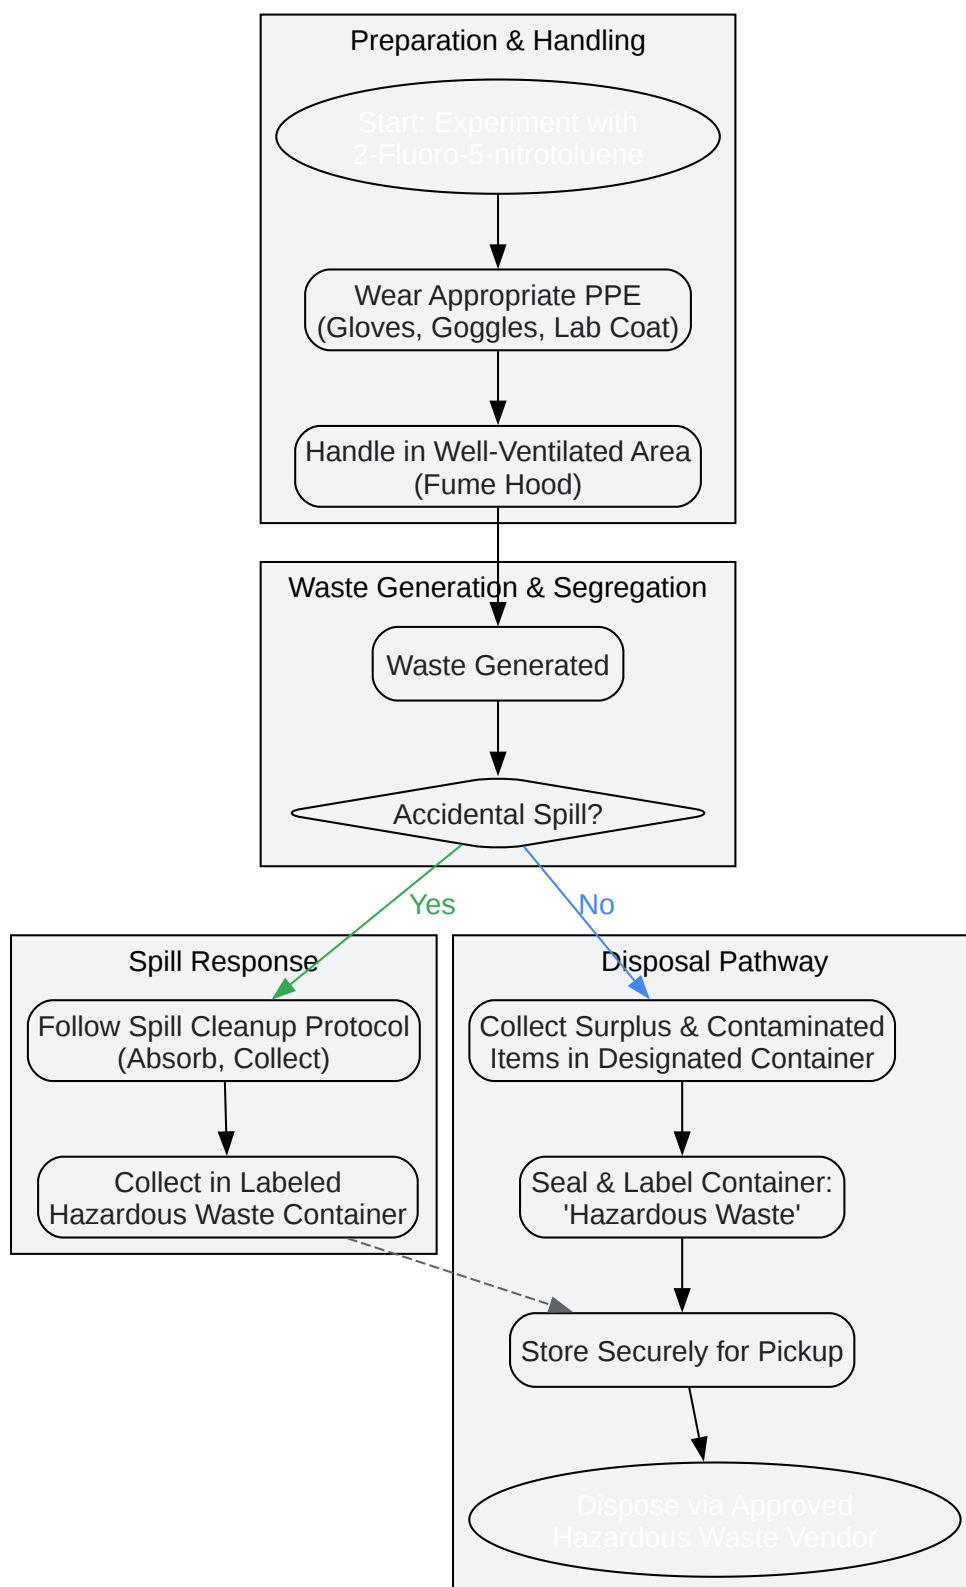 Preparation & Handling
Start: Experiment with
2-Fluoro-5-nitrotoluene
Wear Appropriate PPE
(Gloves, Goggles, Lab Coat)
Handle in Well-Ventilated Area
(Fume Hood)
Waste Generation & Segregation
Waste Generated
Accidental Spill?
Yes
No
Spill Response
Follow Spill Cleanup Protocol
(Absorb, Collect)
Collect in Labeled
Hazardous Waste Container
Disposal Pathway
Collect Surplus & Contaminated
Items in Designated Container
Seal & Label Container:
'Hazardous Waste'
Store Securely for Pickup
Dispose via Approved
Hazardous Waste Vendor